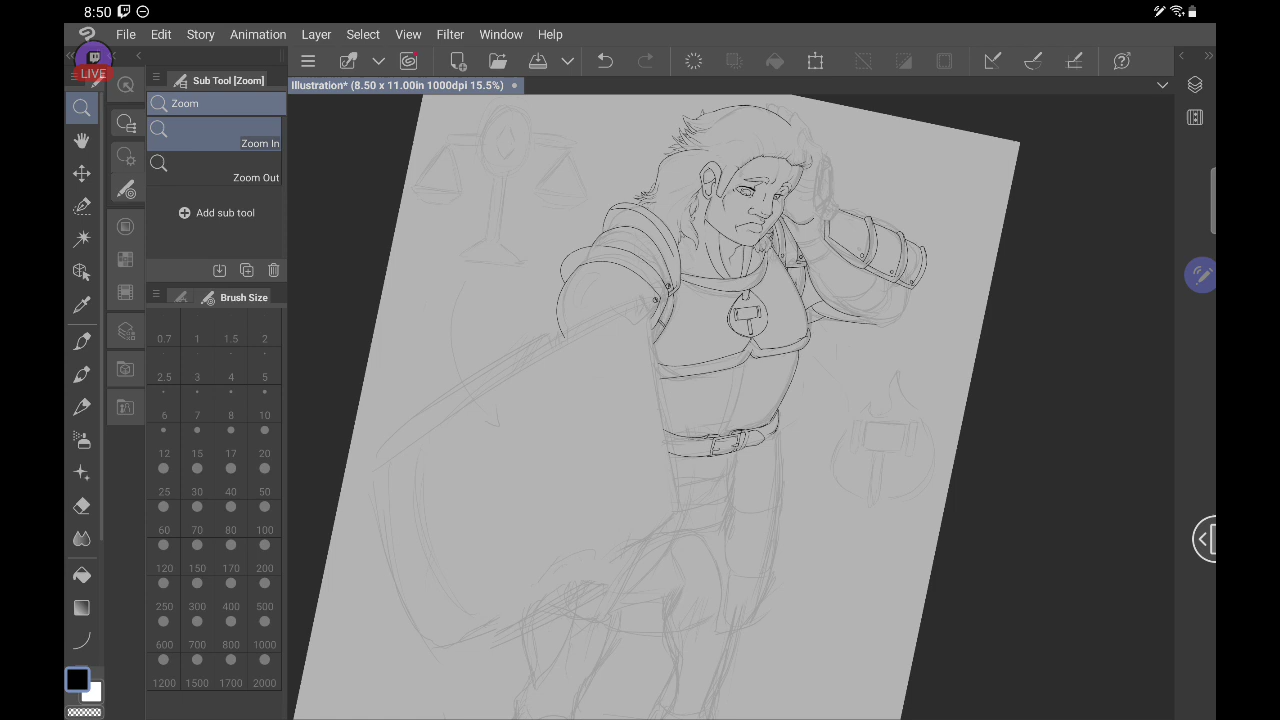 8:50
File Edit Story Animation Layer Select View Filter Window Help
LIVE
Sub Tool [Zoom]
Illustration* (8.50 x 11.00in 1000dpi 15.5%)
Zoom
Zoom In
Zoom Out
Add sub tool
Brush Size
0.7 1 1.5 2
2.5 3 4 5
6 7 8 10
12 15 17 20
25 30 40 50
60 70 80 100
120 150 170 200
250 300 400 500
600 700 800 1000
1200 1500 1700 2000